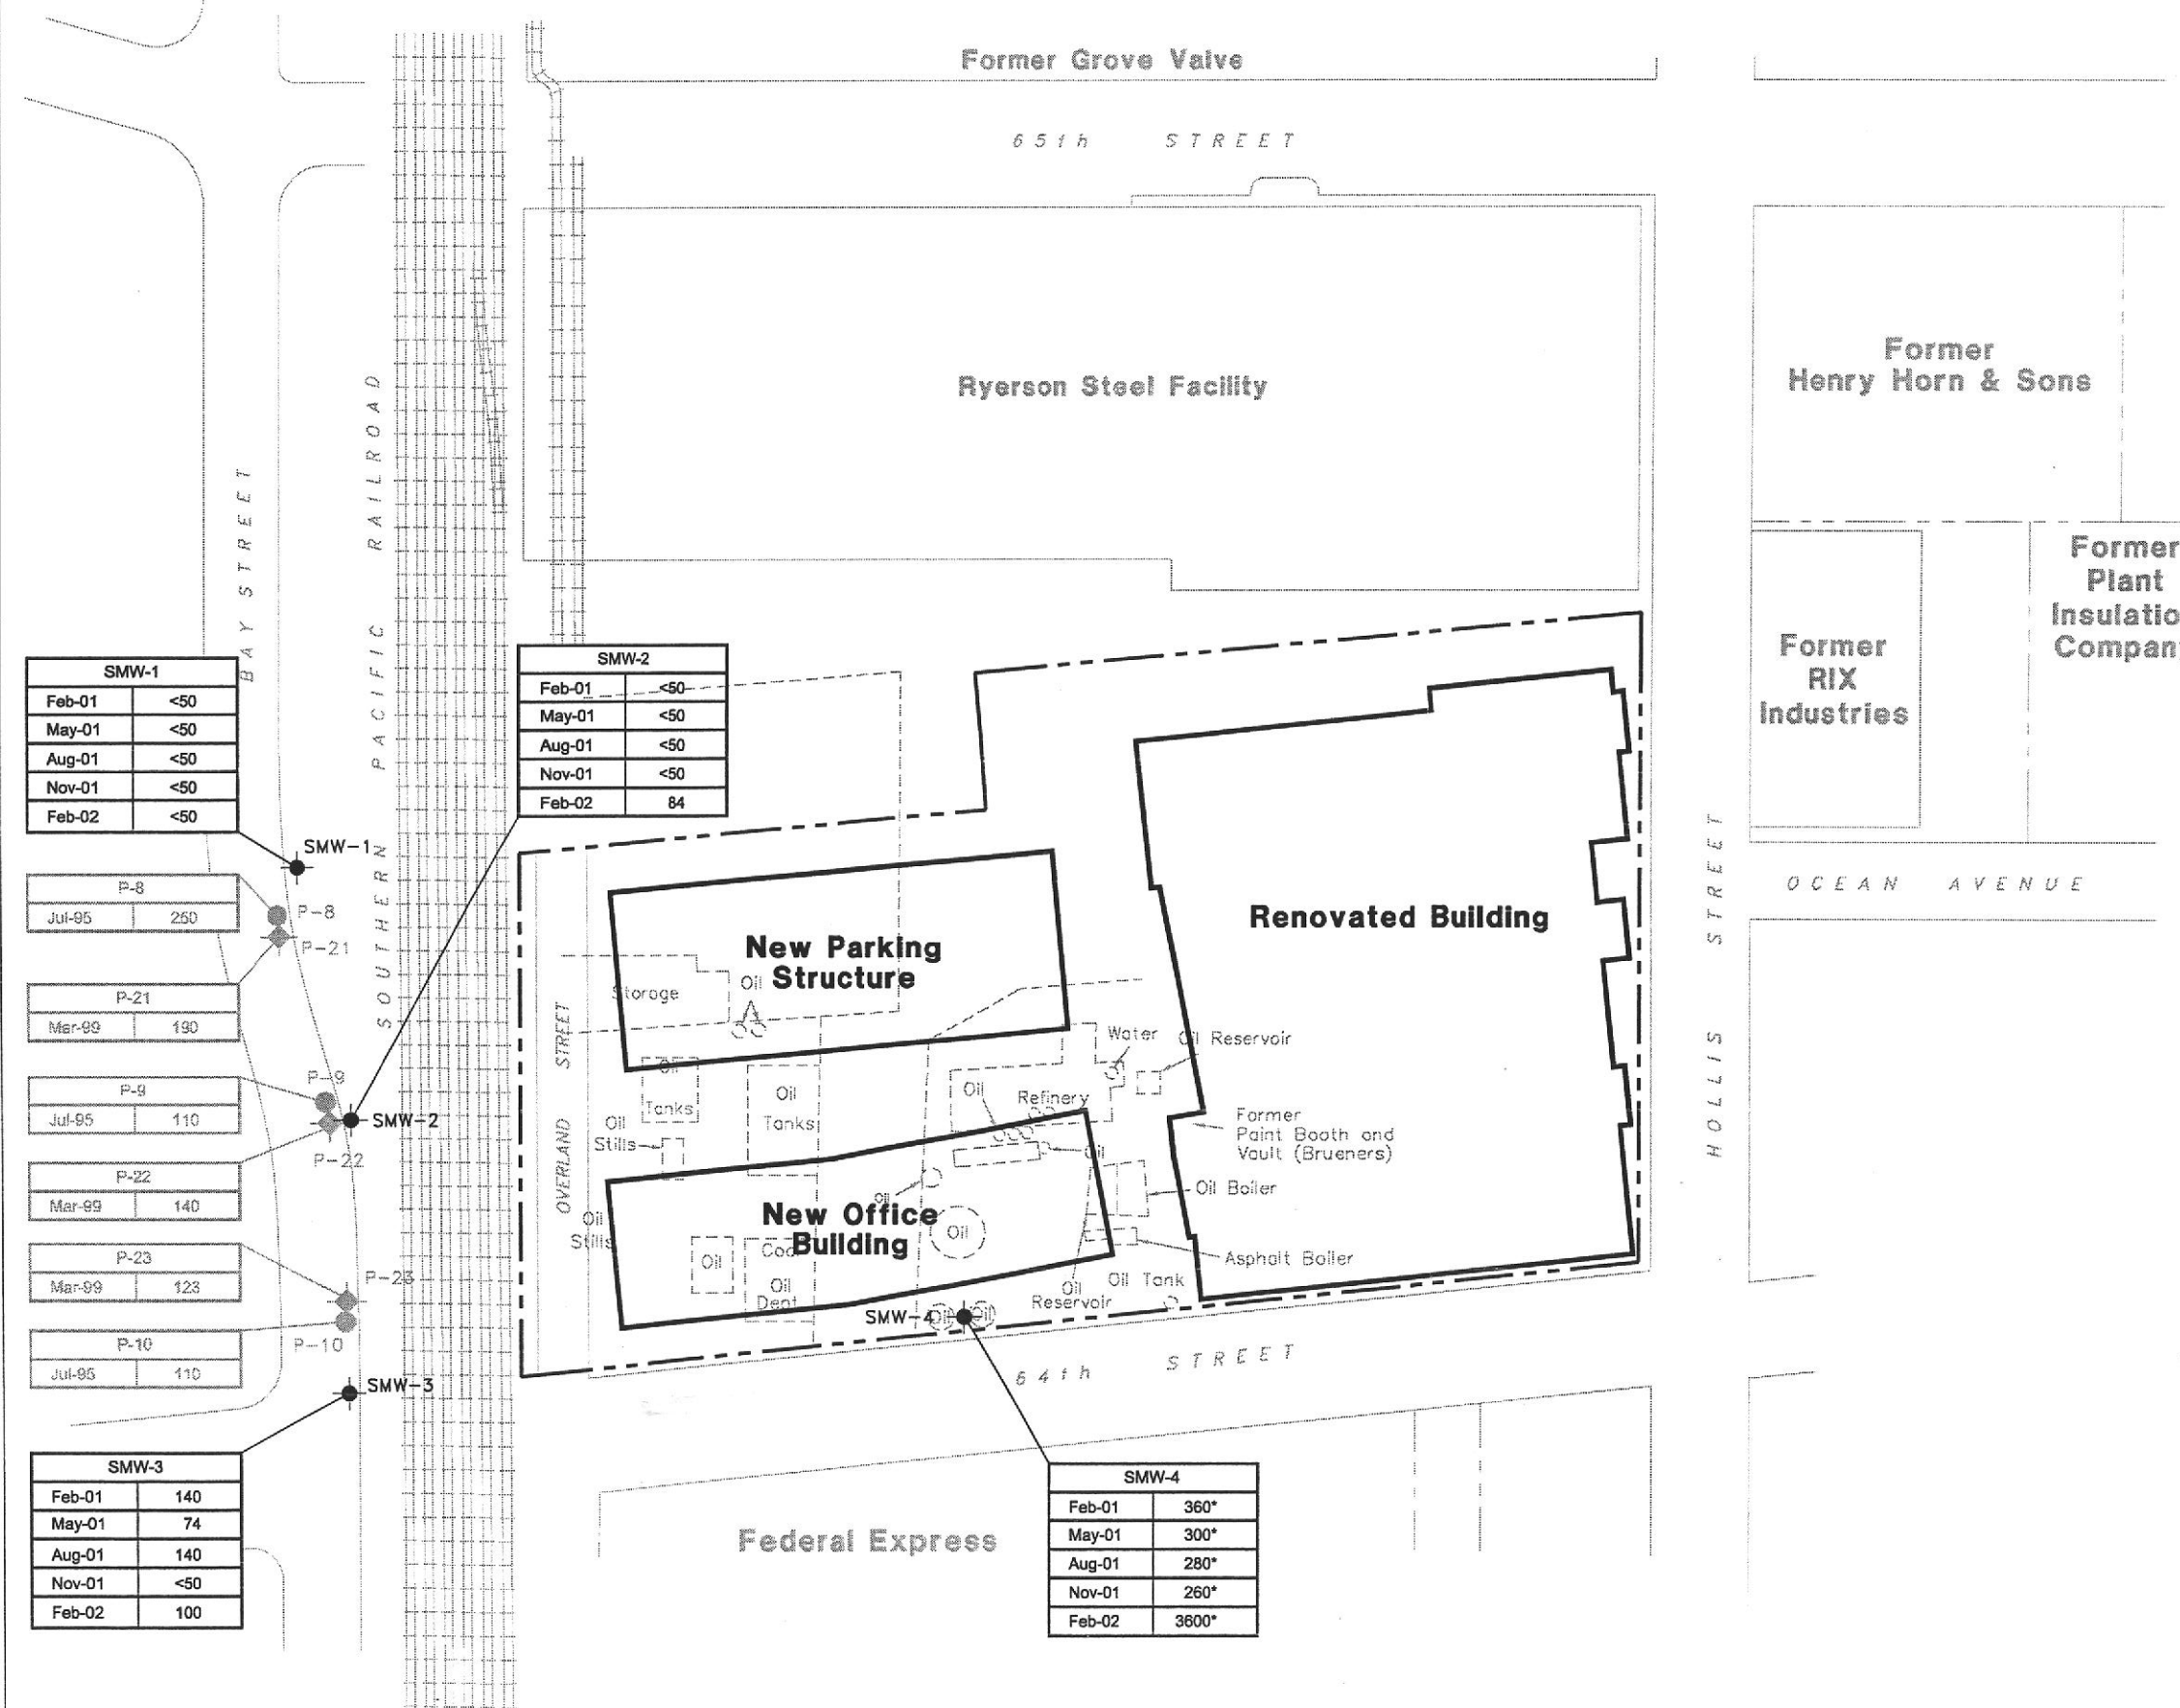 Former Grove Valve
65th STREET
Ryerson Steel Facility
Former
Henry Horn & Sons
Former
Plant
Insulatio
Compan
Former
RIX
Industries
BAY STREET
SOUTHERN PACIFIC RAILROAD
SMW-1
Feb-01 <50
May-01 <50
Aug-01 <50
Nov-01 <50
Feb-02 <50
SMW-2
Feb-01 <50
May-01 <50
Aug-01 <50
Nov-01 <50
Feb-02 84
SMW-1
P-8
Jul-95 250
P-8
P-21
P-21
Mar-99 190
P-9
Jul-95 110
P-9
SMW-2
P-22
P-22
Mar-99 140
P-23
Mar-99 123
P-23
P-10
Jul-95 110
P-10
SMW-3
SMW-3
Feb-01 140
May-01 74
Aug-01 140
Nov-01 <50
Feb-02 100
OVERLAND STREET
New Parking
Structure
Oil
Storage
Renovated Building
HOLLIS STREET
OCEAN AVENUE
Water
Oil Reservoir
Oil
Tanks
Oil
Tanks
Oil
Refinery
Oil
Stills
Former
Paint Booth and
Vault (Brueners)
Oil
Oil Boiler
Oil
New Office
Building
Oil
Stills
Oil
Coo
Oil
Dept
Oil
Asphalt Boiler
Oil Tank
Oil
Reservoir
SMW-4
Oil
Oil
64th STREET
Federal Express
SMW-4
Feb-01 360*
May-01 300*
Aug-01 280*
Nov-01 260*
Feb-02 3600*